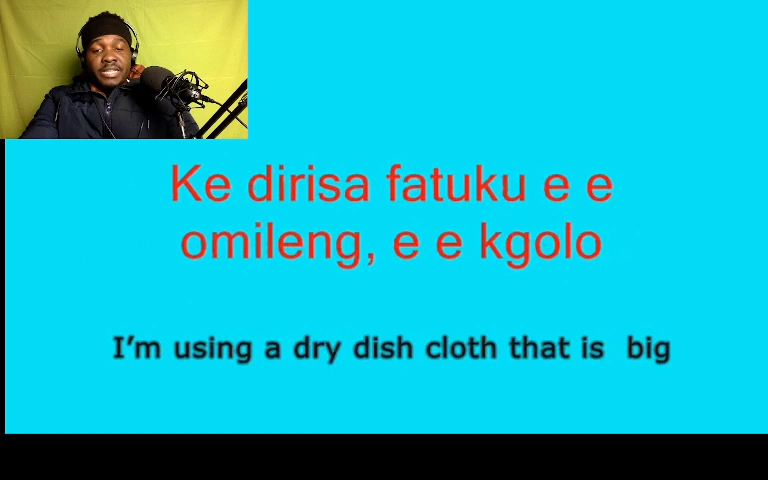 Ke dirisa fatuku e e
omileng, e e kgolo
I'm using a dry dish cloth that is big